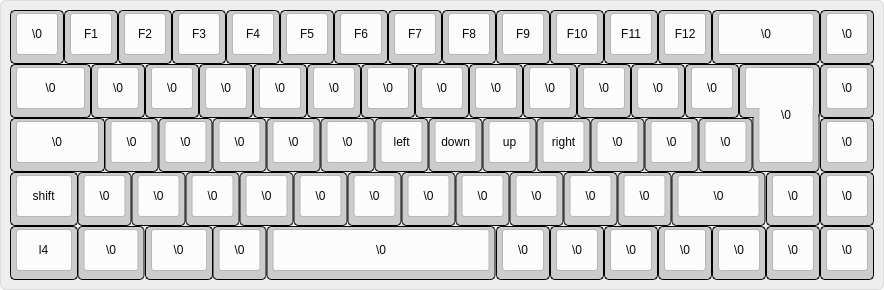 \0 F1 F2 F3 F4 F5 F6 F7 F8 F9 F10 F11 F12 \0 \0
\0 \0 \0 \0 \0 \0 \0 \0 \0 \0 \0 \0 \0 \0 \0
\0 \0 \0 \0 \0 \0 left down up right \0 \0 \0 \0
shift \0 \0 \0 \0 \0 \0 \0 \0 \0 \0 \0 \0 \0 \0
l4 \0 \0 \0 \0 \0 \0 \0 \0 \0 \0 \0